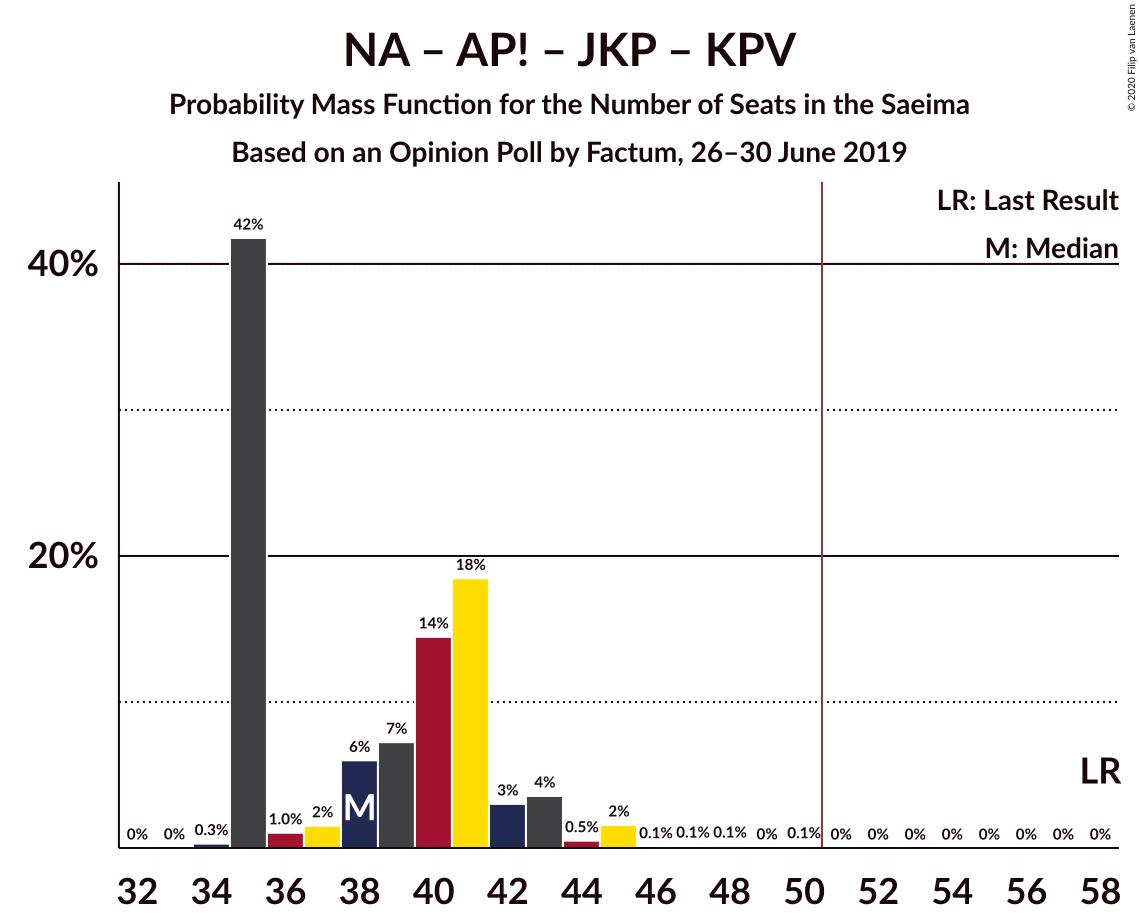 NA – AP! – JKP – KPV
Probability Mass Function for the Number of Seats in the Saeima
Based on an Opinion Poll by Factum, 26–30 June 2019
© 2020 Filip van Laenen
LR: Last Result
M: Median
40%
20%
42%
18%
14%
7%
6%
M
4%
3%
LR
0% 0% 0.3% 1.0% 2% 0.5% 2% 0.1% 0.1% 0.1% 0% 0.1% 0% 0% 0% 0% 0% 0% 0% 0%
32 34 36 38 40 42 44 46 48 50 52 54 56 58